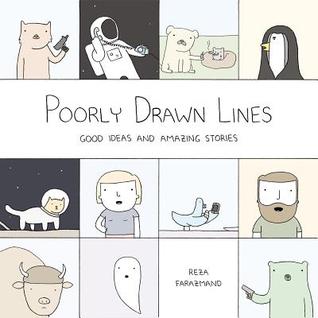 POORLY DRAWN LINES
GOOD IDEAS AND AMAZING STORIES
REZA
FARAZMAND